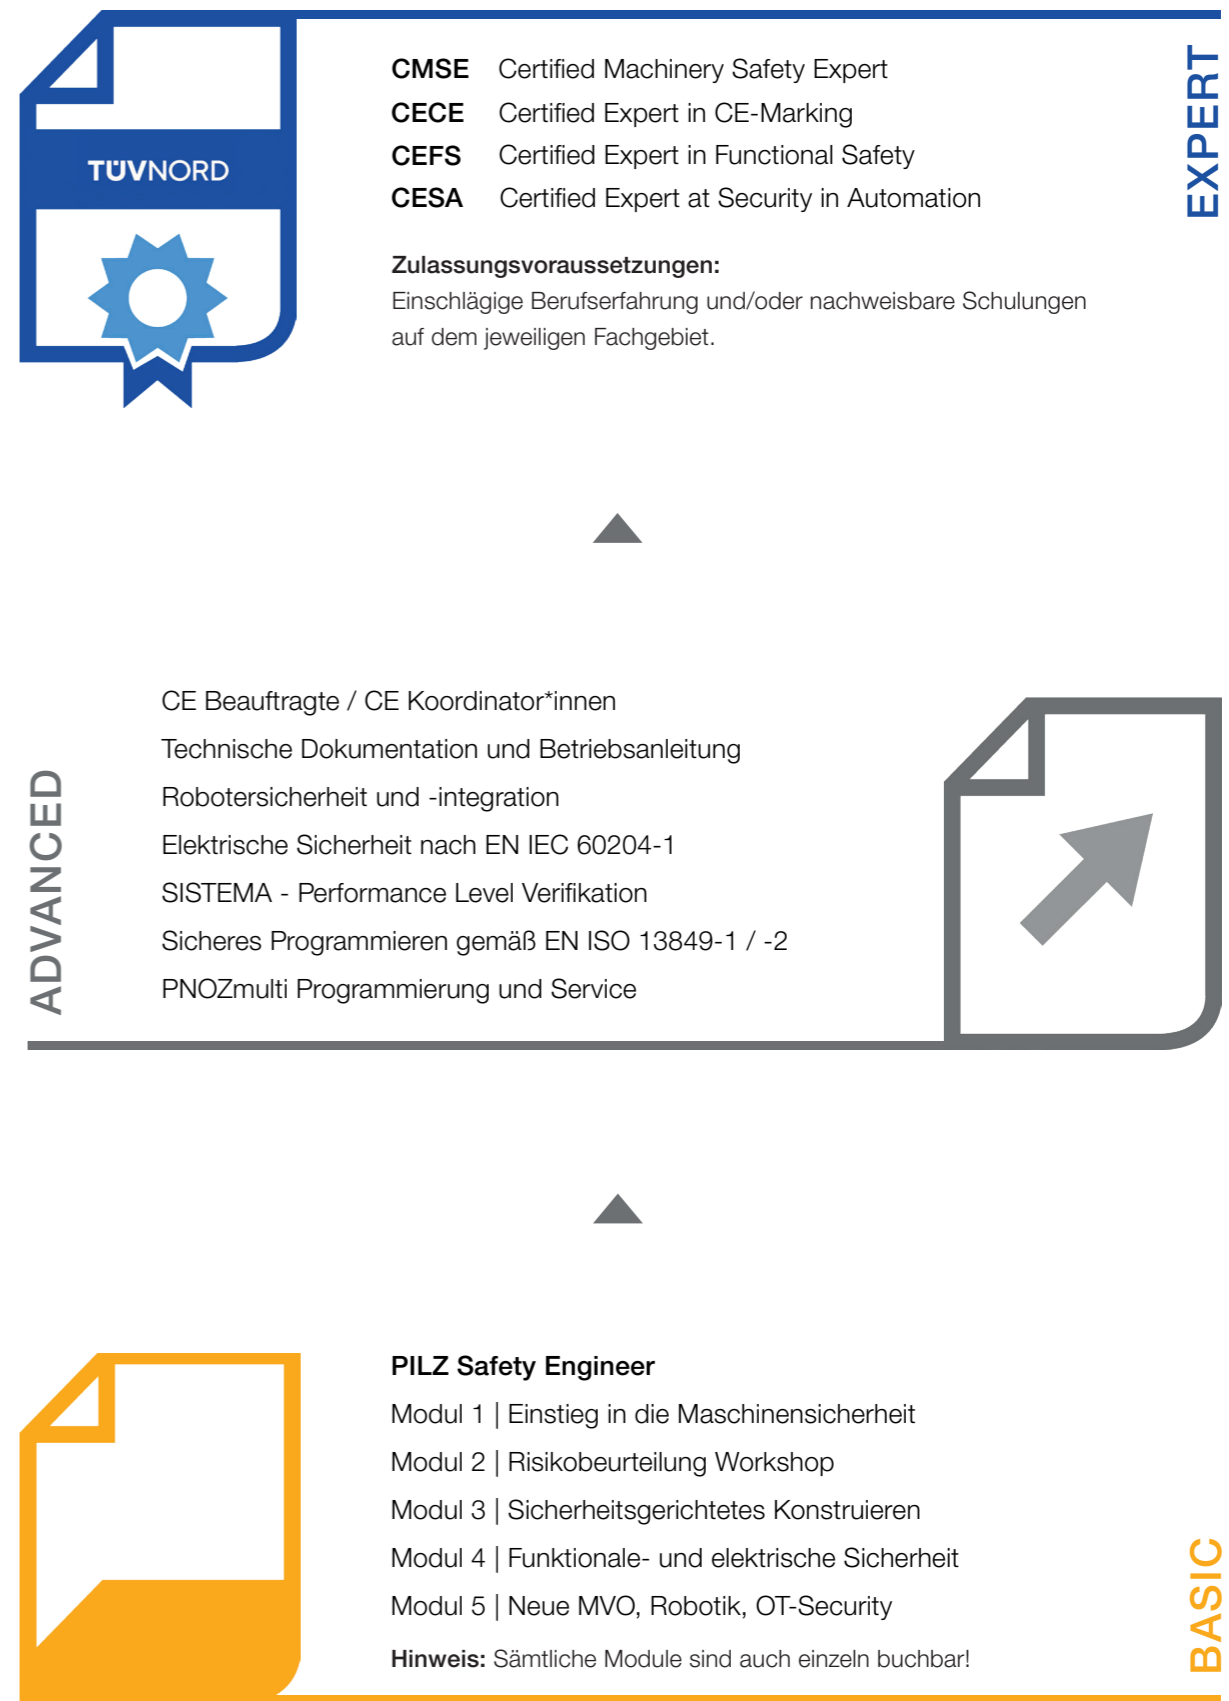 TÜVNORD
CMSE Certified Machinery Safety Expert
CECE Certified Expert in CE-Marking
CEFS Certified Expert in Functional Safety
CESA Certified Expert at Security in Automation
Zulassungsvoraussetzungen:
Einschlägige Berufserfahrung und/oder nachweisbare Schulungen
auf dem jeweiligen Fachgebiet.
EXPERT
ADVANCED
CE Beauftragte / CE Koordinator*innen
Technische Dokumentation und Betriebsanleitung
Robotersicherheit und -integration
Elektrische Sicherheit nach EN IEC 60204-1
SISTEMA - Performance Level Verifikation
Sicheres Programmieren gemäß EN ISO 13849-1 / -2
PNOZmulti Programmierung und Service
PILZ Safety Engineer
Modul 1 | Einstieg in die Maschinensicherheit
Modul 2 | Risikobeurteilung Workshop
Modul 3 | Sicherheitsgerichtetes Konstruieren
Modul 4 | Funktionale- und elektrische Sicherheit
Modul 5 | Neue MVO, Robotik, OT-Security
Hinweis: Sämtliche Module sind auch einzeln buchbar!
BASIC